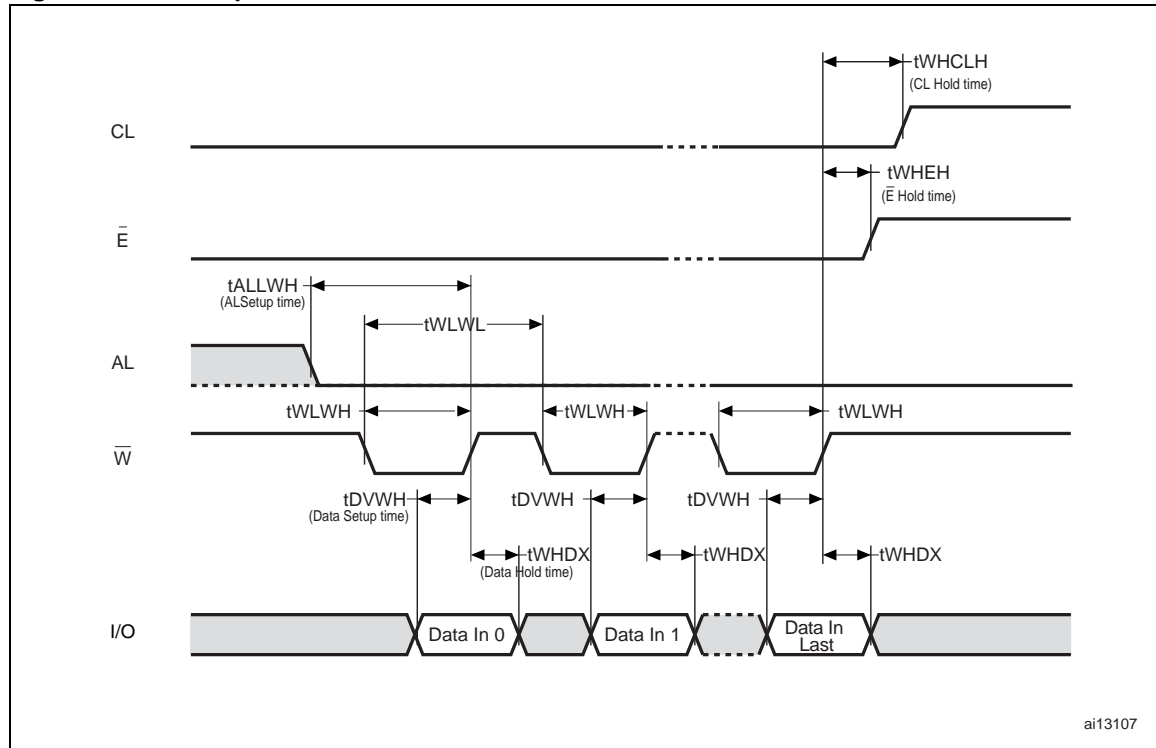 tWHCLH
(CL Hold time)
CL
tWHEH
(E̅ Hold time)
E̅
tALLWH
(ALSetup time)
tWLWL
AL
tWLWH
tWLWH
tWLWH
W̅
tDVWH
(Data Setup time)
tDVWH
tDVWH
tWHDX
(Data Hold time)
tWHDX
tWHDX
I/O
Data In 0
Data In 1
Data In
Last
ai13107